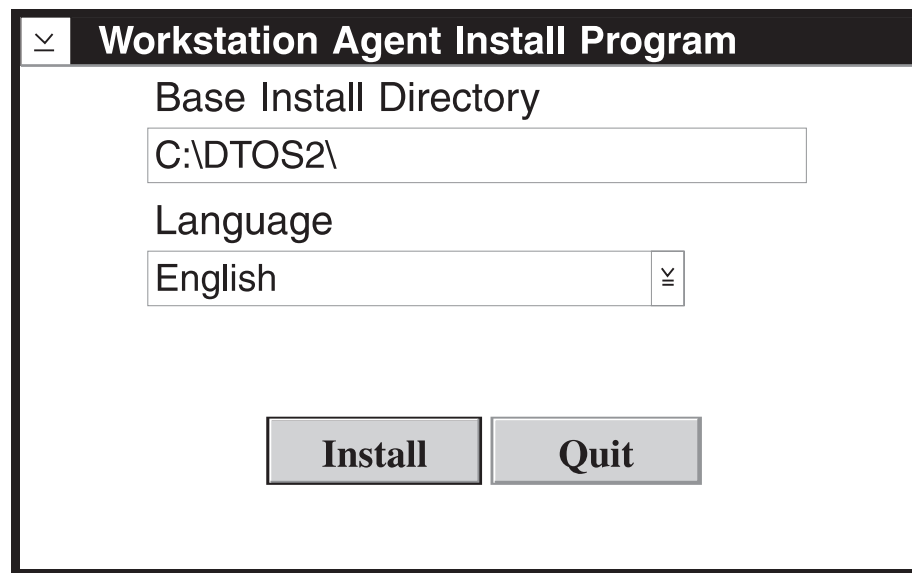 Workstation Agent Install Program
Base Install Directory
C:\DTOS2\
Language
English
Install Quit